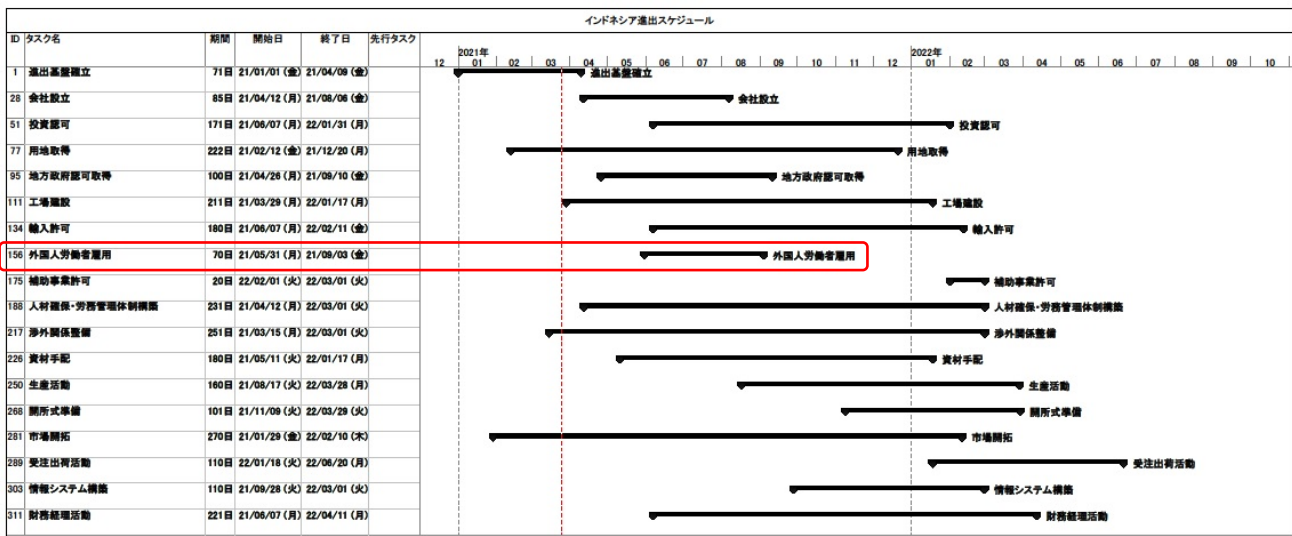 インドネシア進出スケジュール
ID タスク名 期間 開始日 終了日 先行タスク
2021年 2022年
12 01 02 03 04 05 06 07 08 09 10 11 12 01 02 03 04 05 06 07 08 09 10
1 進出基盤確立 71日 21/01/01 (金) 21/04/09 (金) 進出基盤確立
28 会社設立 85日 21/04/12 (月) 21/08/06 (金) 会社設立
51 投資認可 171日 21/06/07 (月) 22/01/31 (月) 投資認可
77 用地取得 222日 21/02/12 (金) 21/12/20 (月) 用地取得
95 地方政府認可取得 100日 21/04/26 (月) 21/09/10 (金) 地方政府認可取得
111 工場建設 211日 21/03/29 (月) 22/01/17 (月) 工場建設
134 輸入許可 180日 21/06/07 (月) 22/02/11 (金) 輸入許可
156 外国人労働者雇用 70日 21/05/31 (月) 21/09/03 (金) 外国人労働者雇用
175 補助事業許可 20日 22/02/01 (火) 22/03/01 (火) 補助事業許可
188 人材確保・労務管理体制構築 231日 21/04/12 (月) 22/03/01 (火) 人材確保・労務管理体制構築
217 渉外関係整備 251日 21/03/15 (月) 22/03/01 (火) 渉外関係整備
226 資材手配 180日 21/05/11 (火) 22/01/17 (月) 資材手配
250 生産活動 160日 21/08/17 (火) 22/03/28 (月) 生産活動
268 開所式準備 101日 21/11/09 (火) 22/03/29 (火) 開所式準備
281 市場開拓 270日 21/01/29 (金) 22/02/10 (木) 市場開拓
289 受注出荷活動 110日 22/01/18 (火) 22/06/20 (月) 受注出荷活動
303 情報システム構築 110日 21/09/28 (火) 22/03/01 (火) 情報システム構築
311 財務経理活動 221日 21/06/07 (月) 22/04/11 (月) 財務経理活動